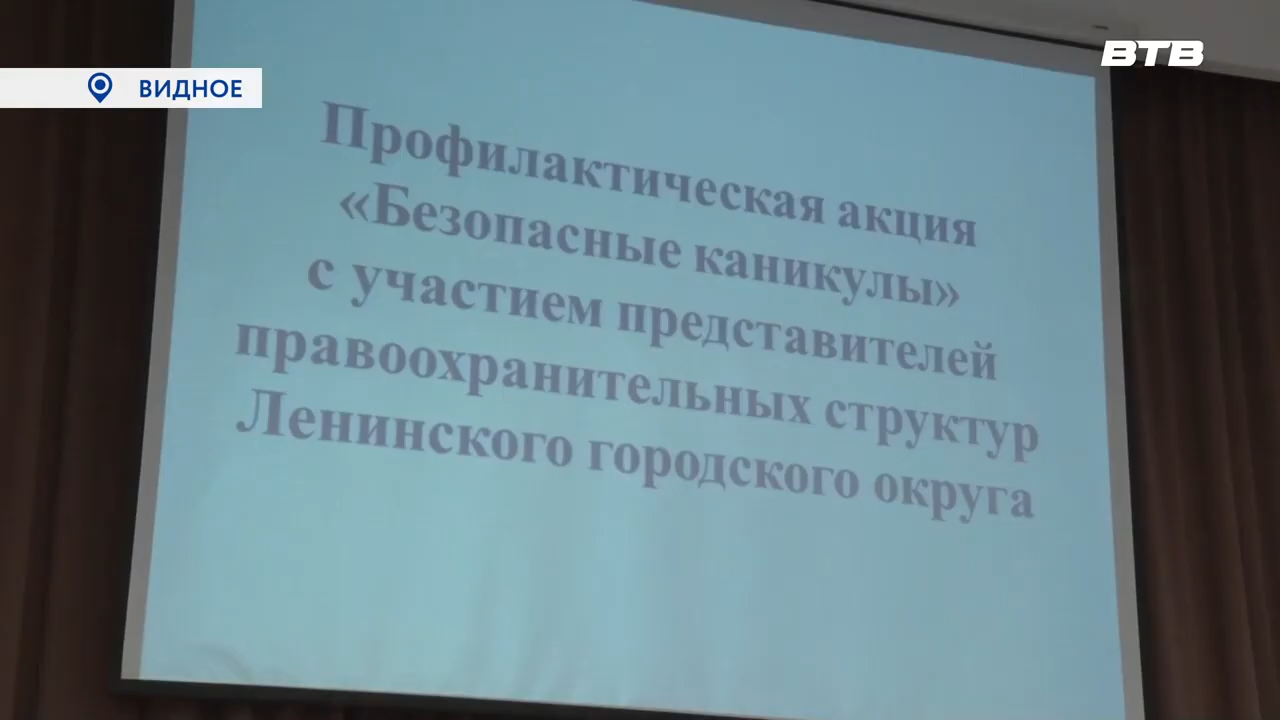 ВТВ
ВИДНОЕ
Профилактическая акция
«Безопасные каникулы»
с участием представителей
правоохранительных структур
Ленинского городского округа